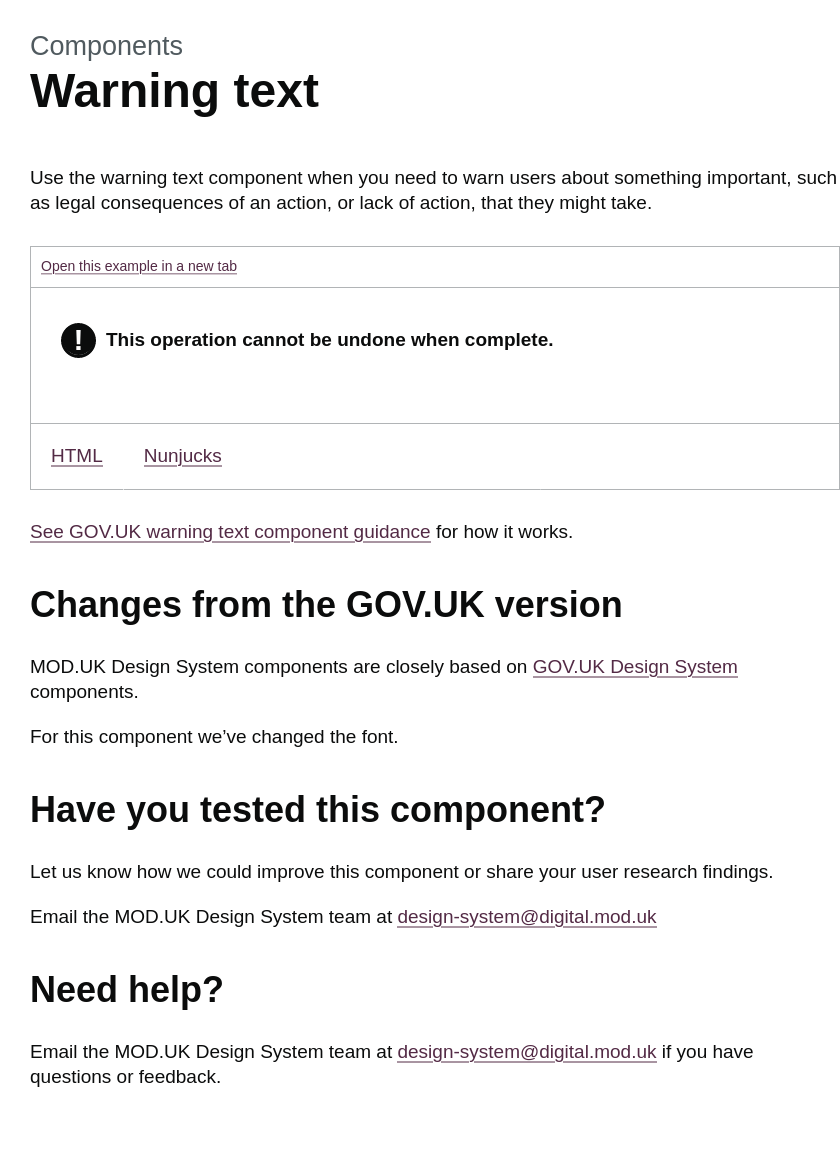 Components
Warning text
Use the warning text component when you need to warn users about something important, such
as legal consequences of an action, or lack of action, that they might take.
Open this example in a new tab
! This operation cannot be undone when complete.
HTML Nunjucks
See GOV.UK warning text component guidance for how it works.
Changes from the GOV.UK version
MOD.UK Design System components are closely based on GOV.UK Design System
components.
For this component we’ve changed the font.
Have you tested this component?
Let us know how we could improve this component or share your user research findings.
Email the MOD.UK Design System team at design-system@digital.mod.uk
Need help?
Email the MOD.UK Design System team at design-system@digital.mod.uk if you have
questions or feedback.